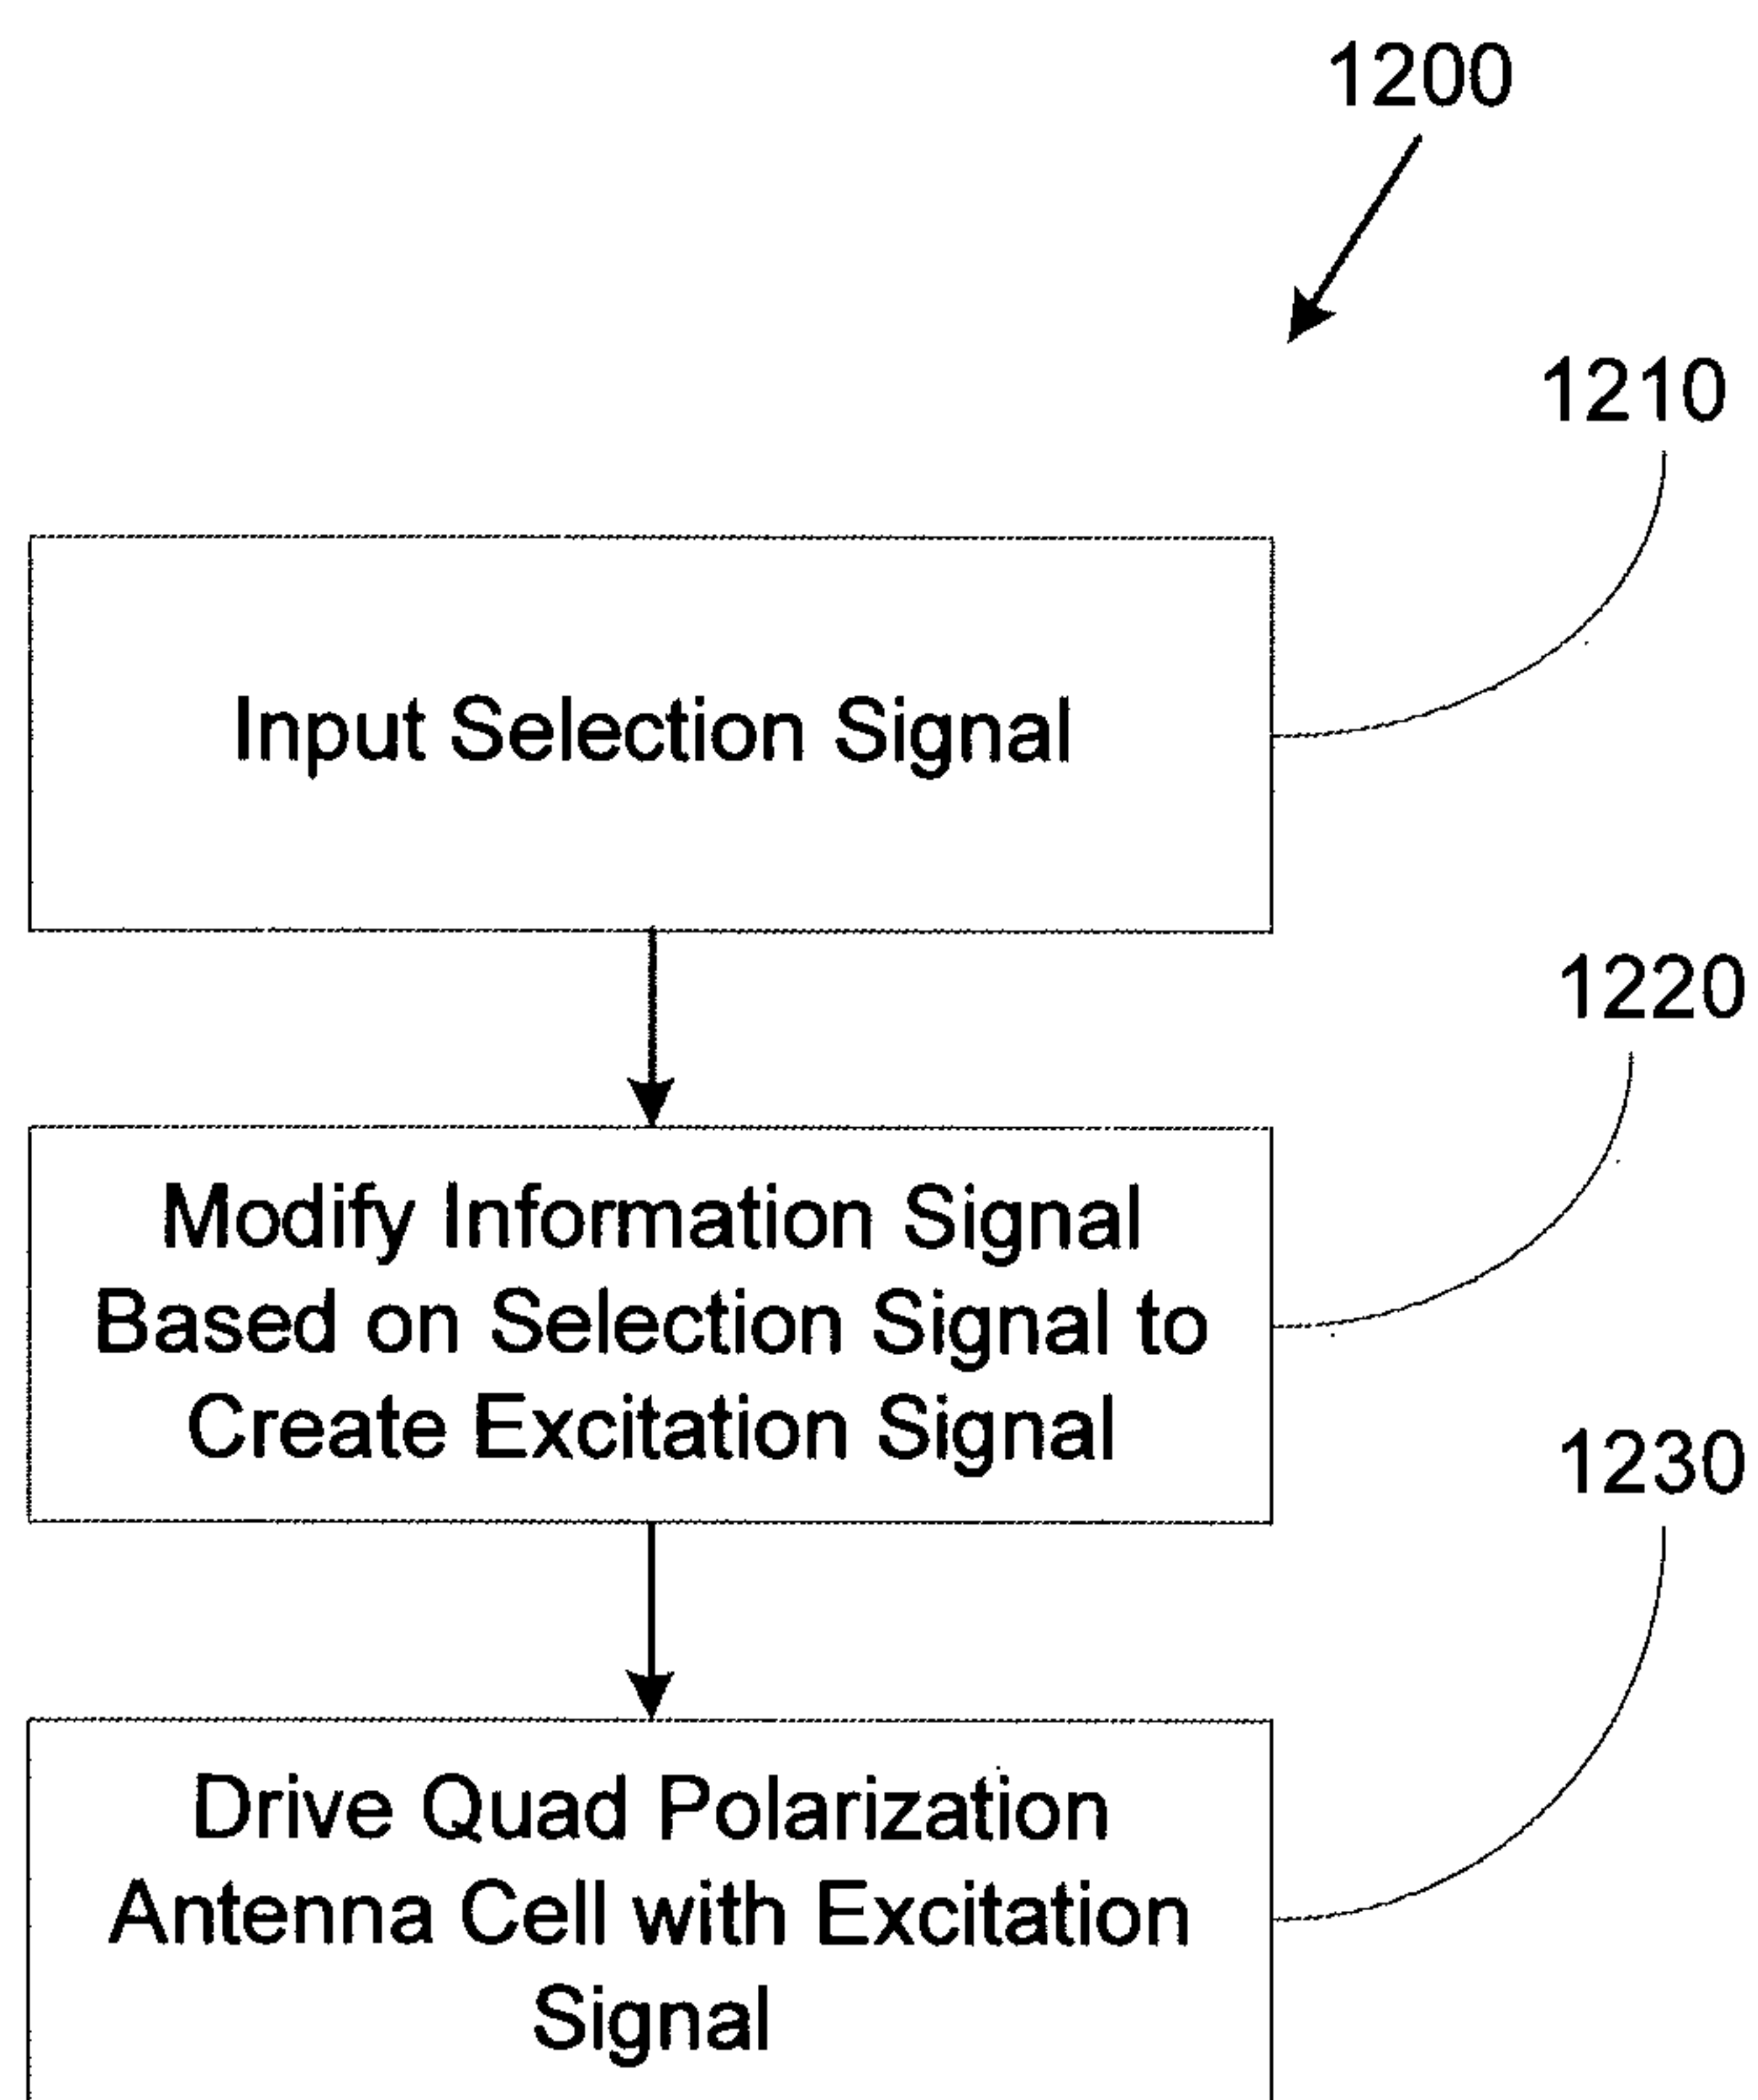 1200
1210
Input Selection Signal
1220
Modify Information Signal
Based on Selection Signal to
Create Excitation Signal
1230
Drive Quad Polarization
Antenna Cell with Excitation
Signal